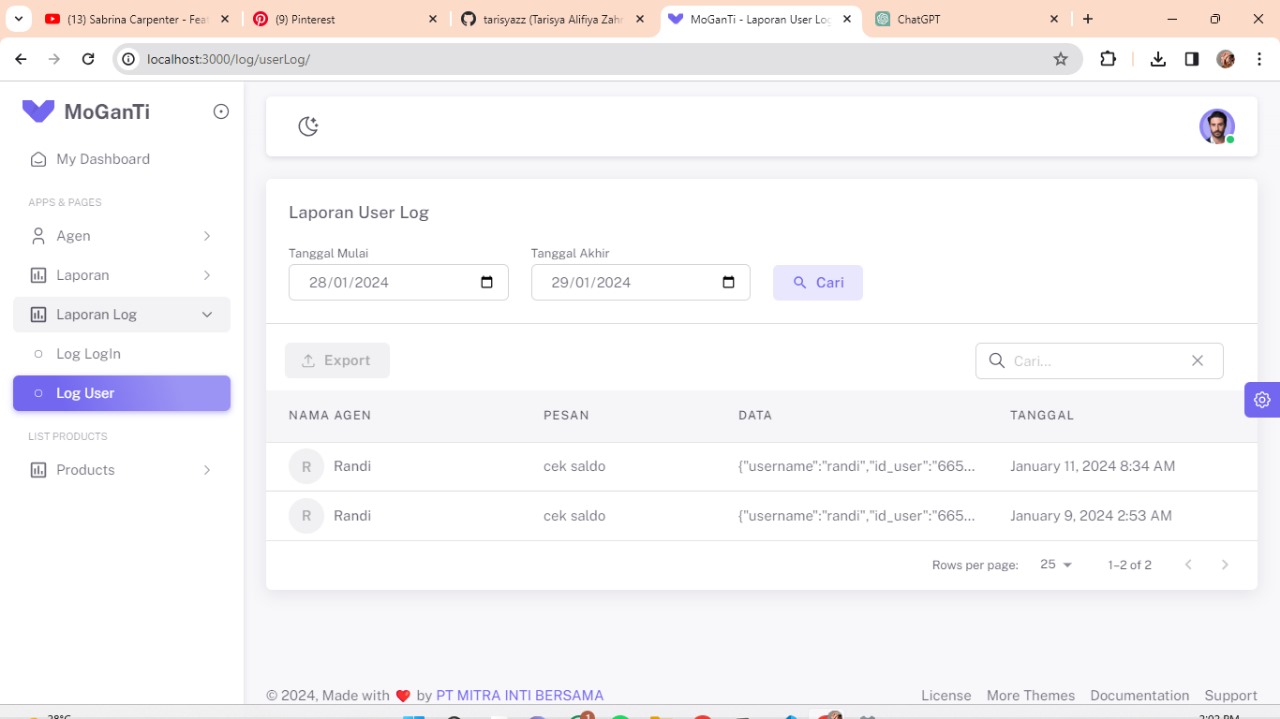 (13) Sabrina Carpenter - Feat
(9) Pinterest
tarisyazz (Tarisya Alifiya Zahr
MoGanTi - Laporan User Log
ChatGPT
localhost:3000/log/userLog/
MoGanTi
My Dashboard
APPS & PAGES
Agen
Laporan
Laporan Log
Log LogIn
Log User
LIST PRODUCTS
Products
Laporan User Log
Tanggal Mulai Tanggal Akhir
28/01/2024 29/01/2024 Cari
Export Cari...
NAMA AGEN PESAN DATA TANGGAL
R Randi cek saldo {"username":"randi","id_user":"665... January 11, 2024 8:34 AM
R Randi cek saldo {"username":"randi","id_user":"665... January 9, 2024 2:53 AM
Rows per page: 25 1–2 of 2
© 2024, Made with ❤️ by PT MITRA INTI BERSAMA
License More Themes Documentation Support